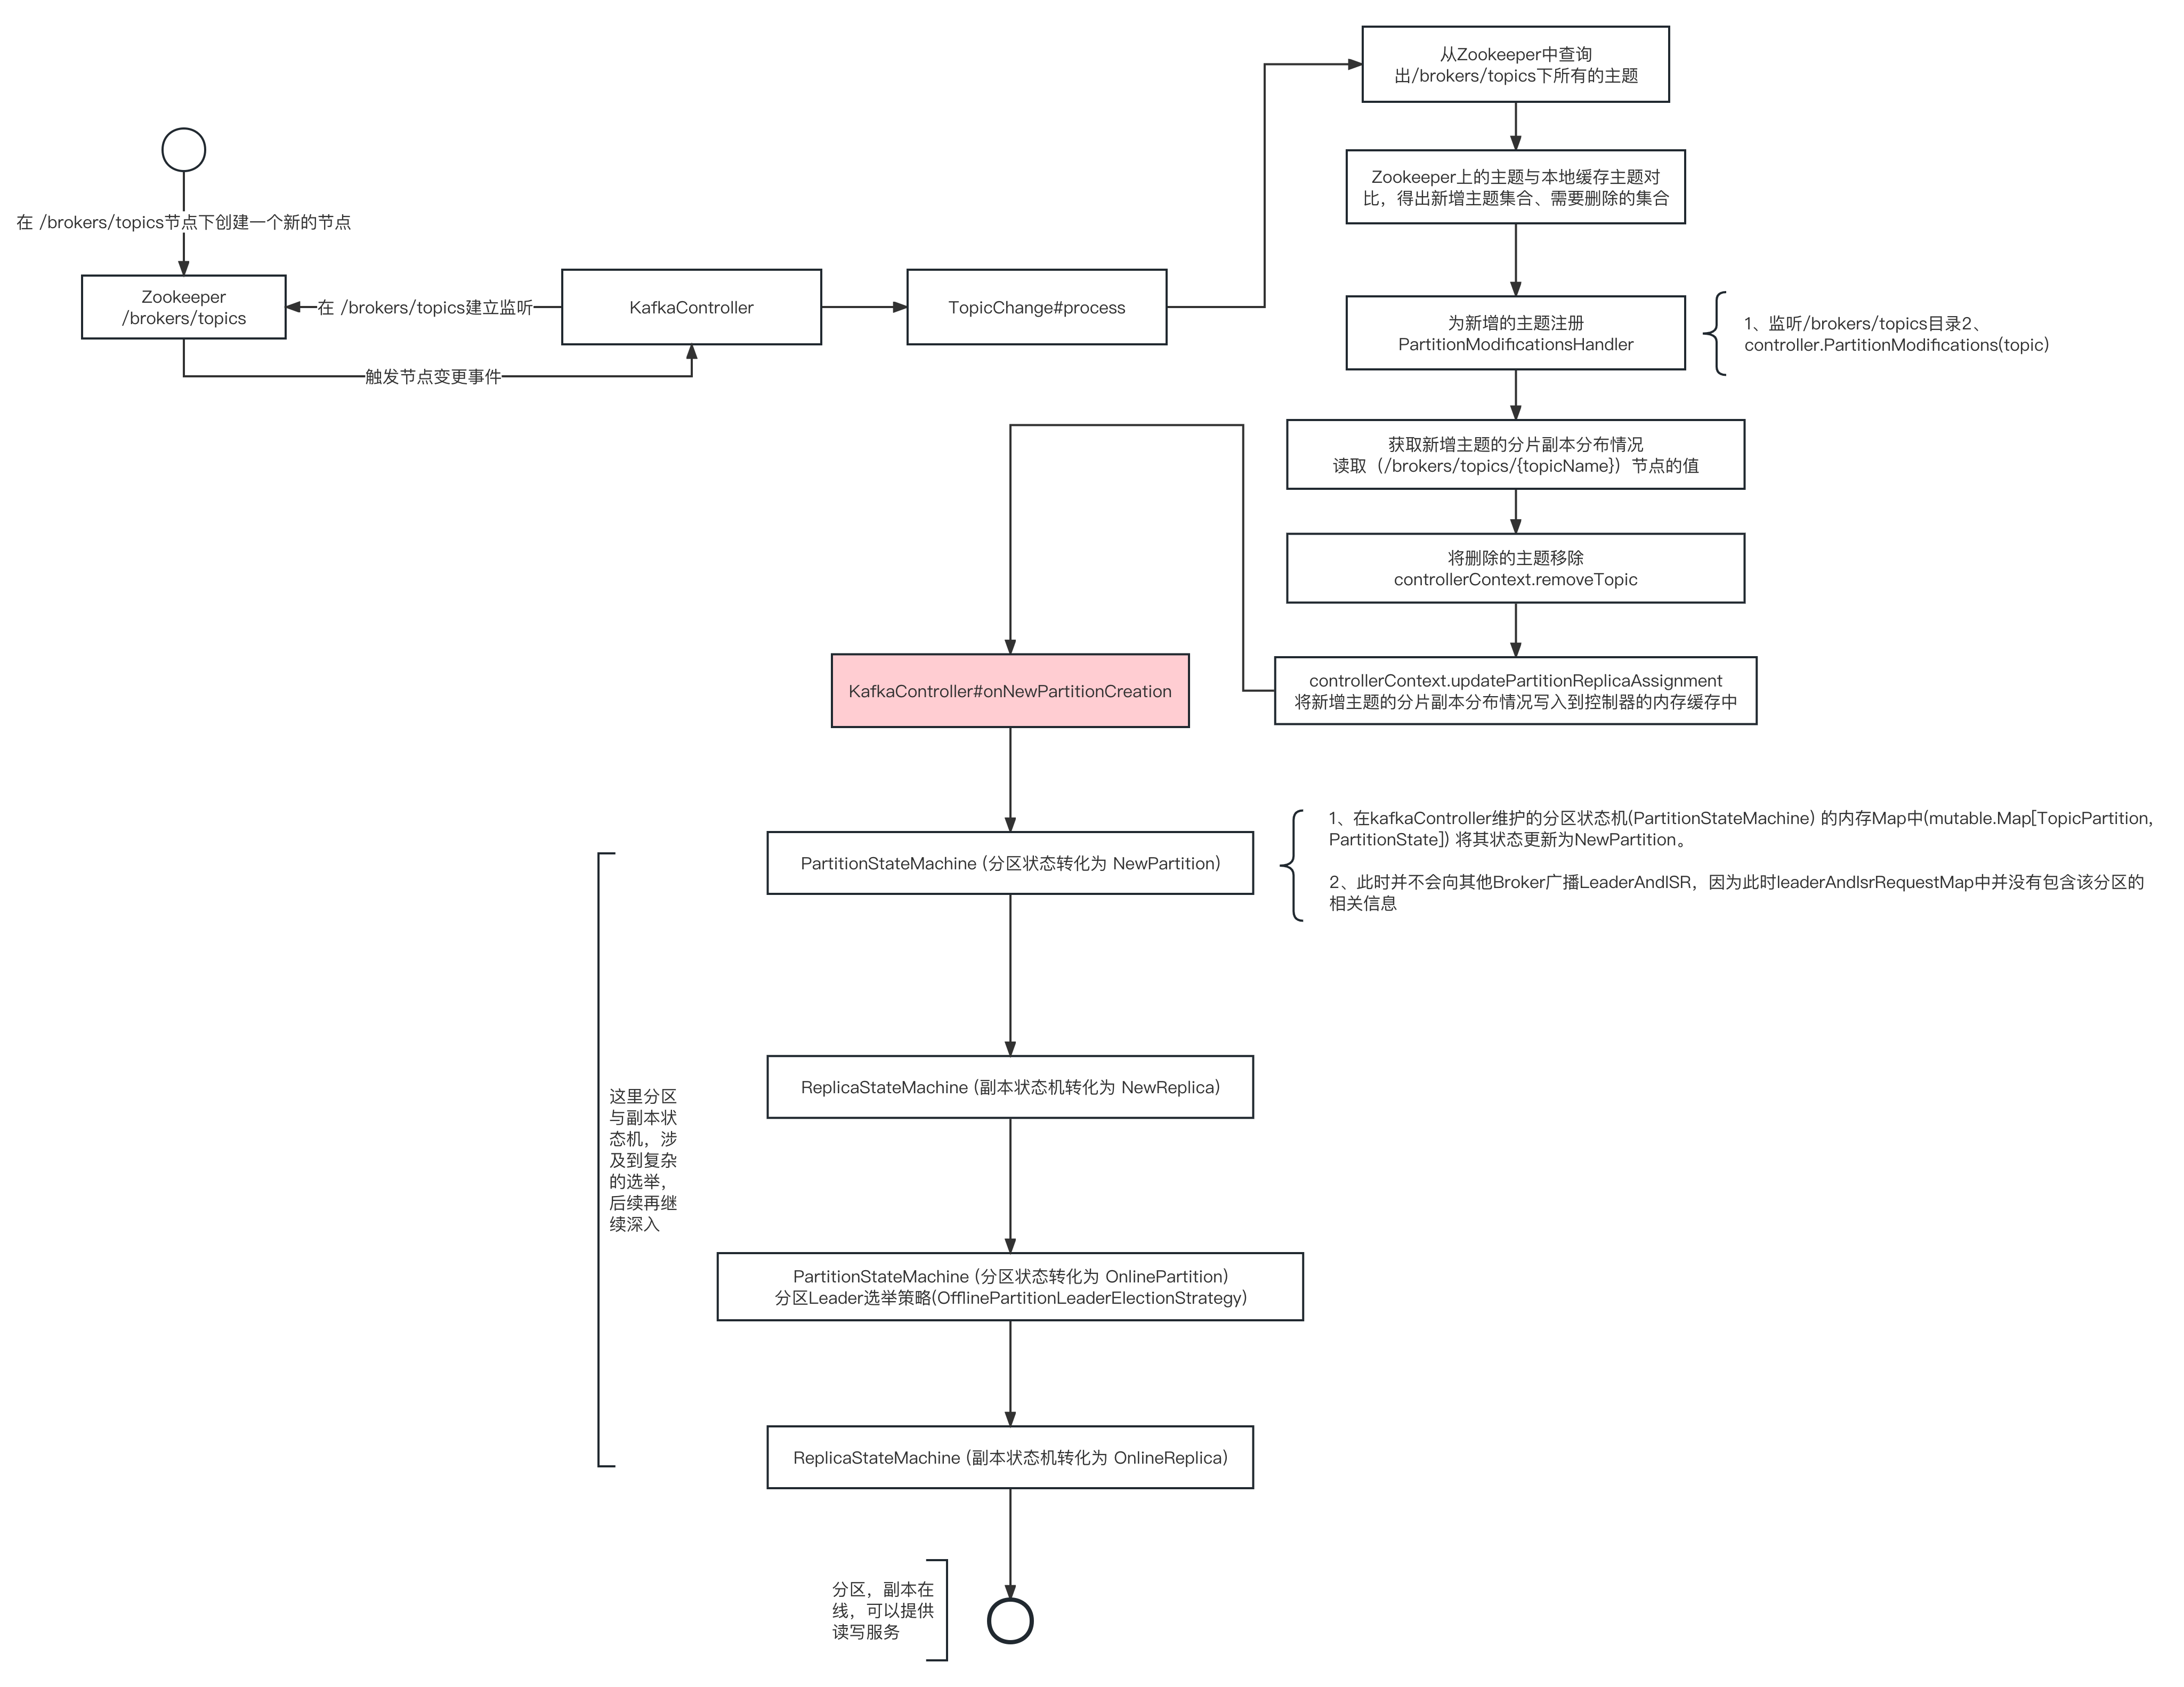 从Zookeeper中查询
出/brokers/topics下所有的主题
Zookeeper上的主题与本地缓存主题对
比，得出新增主题集合、需要删除的集合
在 /brokers/topics节点下创建一个新的节点
Zookeeper
/brokers/topics
在 /brokers/topics建立监听
KafkaController
TopicChange#process
触发节点变更事件
为新增的主题注册
PartitionModificationsHandler
1、监听/brokers/topics目录2、
controller.PartitionModifications(topic)
获取新增主题的分片副本分布情况
读取（/brokers/topics/{topicName}）节点的值
将删除的主题移除
controllerContext.removeTopic
controllerContext.updatePartitionReplicaAssignment
将新增主题的分片副本分布情况写入到控制器的内存缓存中
KafkaController#onNewPartitionCreation
PartitionStateMachine (分区状态转化为 NewPartition)
1、在kafkaController维护的分区状态机(PartitionStateMachine) 的内存Map中(mutable.Map[TopicPartition,
PartitionState]) 将其状态更新为NewPartition。
2、此时并不会向其他Broker广播LeaderAndISR，因为此时leaderAndIsrRequestMap中并没有包含该分区的
相关信息
ReplicaStateMachine (副本状态机转化为 NewReplica)
这里分区
与副本状
态机，涉
及到复杂
的选举，
后续再继
续深入
PartitionStateMachine (分区状态转化为 OnlinePartition)
分区Leader选举策略(OfflinePartitionLeaderElectionStrategy)
ReplicaStateMachine (副本状态机转化为 OnlineReplica)
分区，副本在
线，可以提供
读写服务